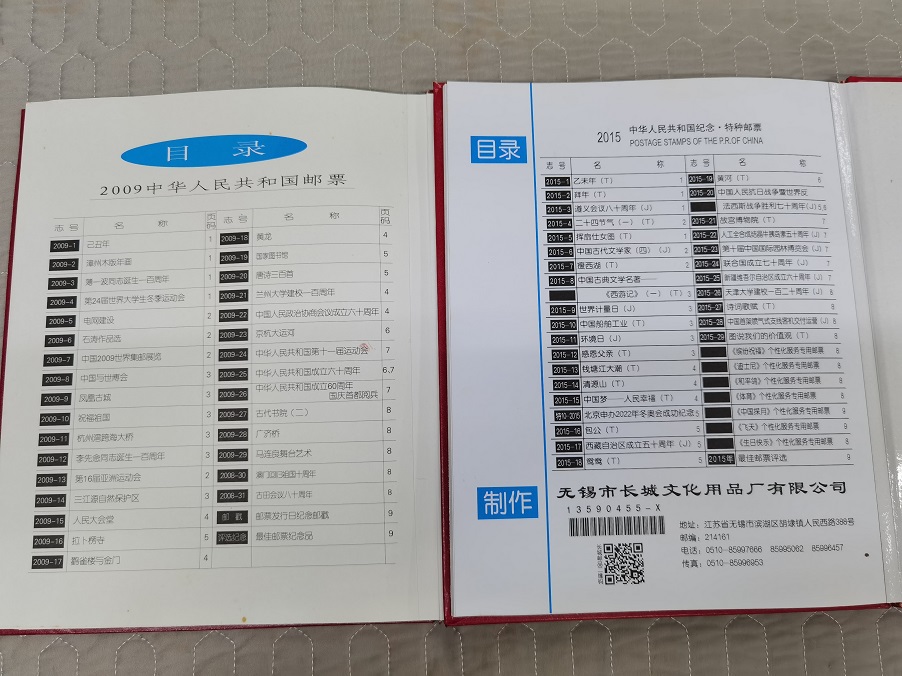 目 录
2009中华人民共和国邮票
志 号 名 称 页码 志 号 名 称 页码
2009-1 己丑年 1 2009-18 黄龙 4
2009-2 漳州木版年画 1 2009-19 国家图书馆 5
2009-3 薄一波同志诞生一百周年 1 2009-20 唐诗三百首 5
2009-4 第24届世界大学生冬季运动会 1 2009-21 兰州大学建校一百周年 4
2009-5 电网建设 2 2009-22 中国人民政治协商会议成立六十周年 4
2009-6 石涛作品选 2 2009-23 京杭大运河 6
2009-7 中国2009世界集邮展览 2 2009-24 中华人民共和国第十一届运动会 7
2009-8 中国与世博会 3 2009-25 中华人民共和国成立六十周年 6,7
2009-9 凤凰古城 3 2009-26 中华人民共和国成立60周年
国庆首都阅兵 7
2009-10 祝福祖国 3 2009-27 古代书院（二） 8
2009-11 杭州湾跨海大桥 3 2009-28 广济桥 8
2009-12 李先念同志诞生一百周年 3 2009-29 马连良舞台艺术 8
2009-13 第16届亚洲运动会 2 2009-30 澳门回归祖国十周年 8
2009-14 三江源自然保护区 3 2009-31 古田会议八十周年 8
2009-15 人民大会堂 4 邮 戳 邮票发行日纪念邮戳 9
2009-16 拉卜楞寺 5 评选纪念 最佳邮票纪念品 9
2009-17 鹳雀楼与金门 4
目录
2015 中华人民共和国纪念·特种邮票
POSTAGE STAMPS OF THE P.R.OF CHINA
志 号 名 称 志 号 名 称
2015-1 乙未年（T） 1 2015-19 黄河（T） 6
2015-2 拜年（T） 1 2015-20 中国人民抗日战争暨世界反
2015-3 遵义会议八十周年（J） 1 法西斯战争胜利七十周年（J） 5,6
2015-4 二十四节气（一）（T） 2 2015-21 故宫博物院（T） 7
2015-5 挥扇仕女图（T） 1 2015-22 人工全合成结晶牛胰岛素五十周年（J） 7
2015-6 中国古代文学家（四）（J） 2 2015-23 第十届中国国际园林博览会（J） 7
2015-7 瘦西湖（T） 2 2015-24 联合国成立七十周年（J） 7
2015-8 中国古典文学名著—— 2015-25 新疆维吾尔自治区成立六十周年（J） 7
《西游记》（一）（T） 3 2015-26 天津大学建校一百二十周年（J） 8
2015-9 世界计量日（J） 3 2015-27 诗词歌赋（T） 7
2015-10 中国船舶工业（T） 3 2015-28 中国首架喷气式支线客机交付运营（J） 8
2015-11 环境日（J） 3 2015-29 图说我们的价值观（T） 8
2015-12 感恩父亲（T） 3 《缤纷祝福》个性化服务专用邮票 8
2015-13 钱塘江大潮（T） 4 《迪士尼》个性化服务专用邮票 8
2015-14 清源山（T） 4 《和平鸽》个性化服务专用邮票 8
2015-15 中国梦——人民幸福（T） 4 《体育》个性化服务专用邮票 8
特10-2015 北京申办2022年冬奥会成功纪念 5 《中国采月》个性化服务专用邮票 9
2015-16 包公（T） 5 《飞天》个性化服务专用邮票 8
2015-17 西藏自治区成立五十周年（J） 5 《生日快乐》个性化服务专用邮票 8
2015-18 鸳鸯（T） 5 2015年 最佳邮票评选 9
制作
无锡市长城文化用品厂有限公司
13590455-X
地址：江苏省无锡市滨湖区胡埭镇人民西路388号
邮编：214161
电话：0510-85997666 85995062 85996457
传真：0510-85996953